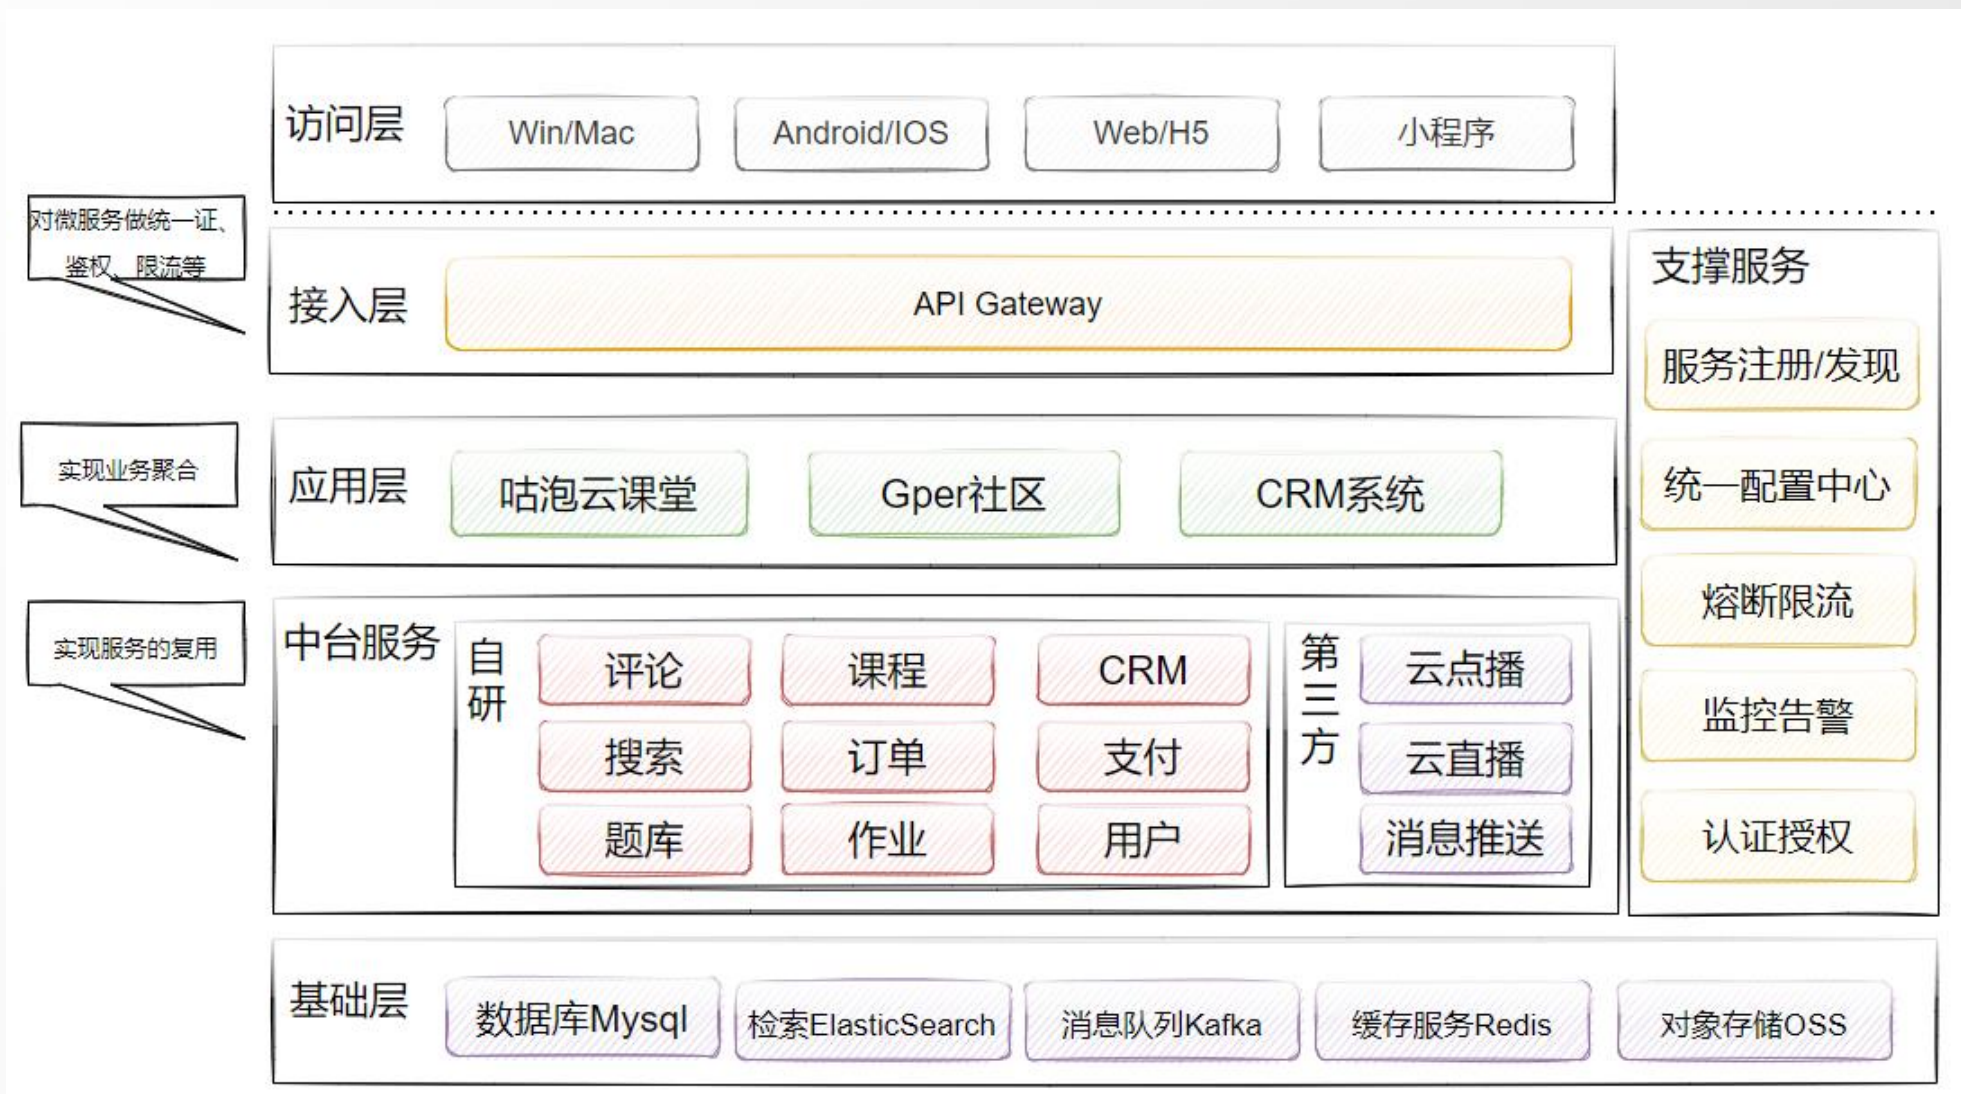 访问层
Win/Mac
Android/IOS
Web/H5
小程序
对微服务做统一证、
鉴权、限流等
接入层
API Gateway
支撑服务
服务注册/发现
统一配置中心
熔断限流
监控告警
认证授权
实现业务聚合
应用层
咕泡云课堂
Gper社区
CRM系统
实现服务的复用
中台服务
自
研
评论
课程
CRM
搜索
订单
支付
题库
作业
用户
第
三
方
云点播
云直播
消息推送
基础层
数据库Mysql
检索ElasticSearch
消息队列Kafka
缓存服务Redis
对象存储OSS